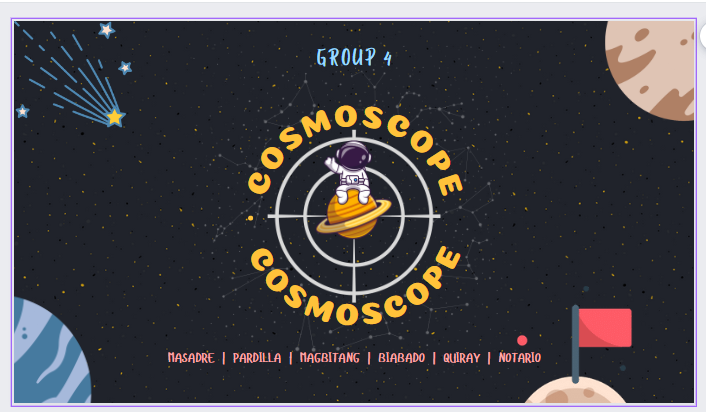 GROUP 4
COSMOSCOPE
COSMOSCOPE
MASADRE | PARDILLA | MAGBITANG | BIABADO | QUIRAY | NOTARIO